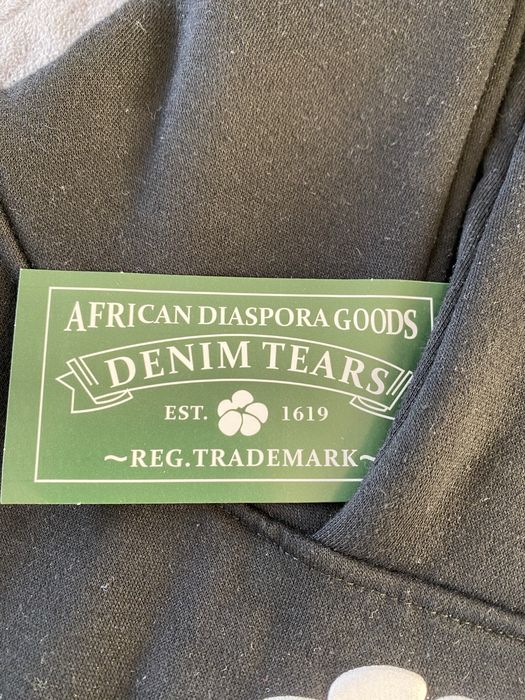 AFRICAN DIASPORA GOODS
DENIM TEARS
EST. 1619
~REG.TRADEMARK~